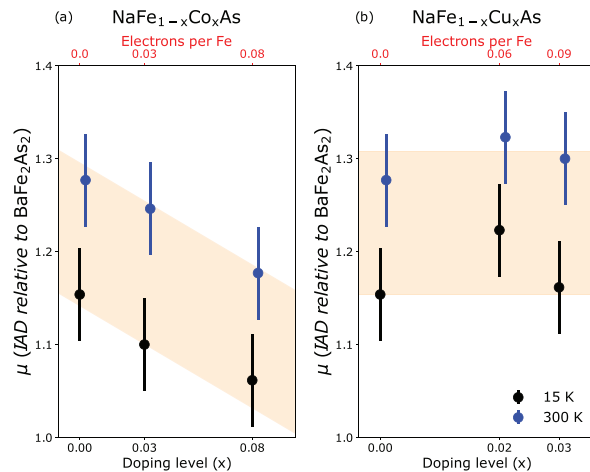 (a) NaFe₁₋ₓCoₓAs
Electrons per Fe
0.0 0.03 0.08
1.4
1.3
1.2
1.1
1.0
μ (IAD relative to BaFe₂As₂)
0.00 0.03 0.08
Doping level (x)
(b) NaFe₁₋ₓCuₓAs
Electrons per Fe
0.0 0.06 0.09
1.4
1.3
1.2
1.1
1.0
μ (IAD relative to BaFe₂As₂)
15 K
300 K
0.00 0.02 0.03
Doping level (x)